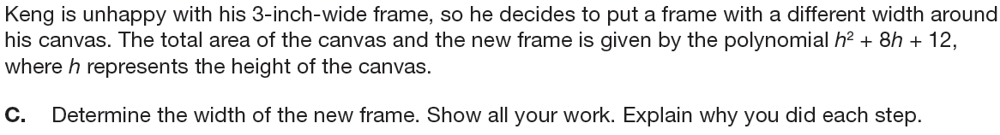 Keng is unhappy with his 3-inch-wide frame, so he decides to put a frame with a different width around
his canvas. The total area of the canvas and the new frame is given by the polynomial h² + 8h + 12,
where h represents the height of the canvas.
C. Determine the width of the new frame. Show all your work. Explain why you did each step.